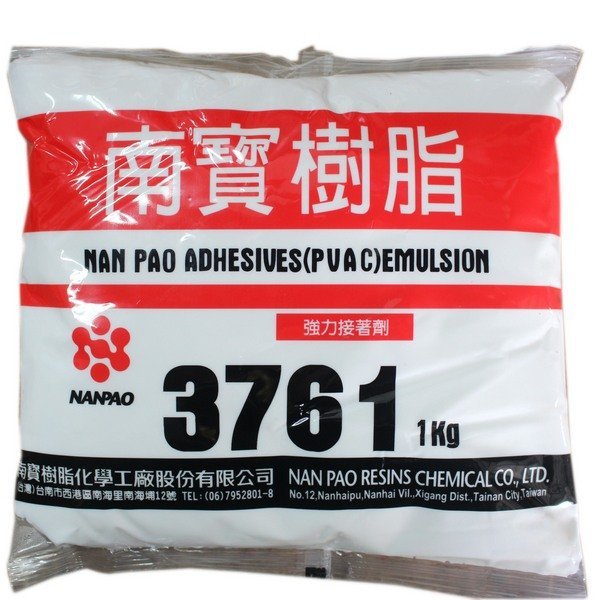 南寶樹脂
NAN PAO ADHESIVES(PVAC)EMULSION
強力接著劑
NANPAO
3761 1Kg
南寶樹脂化學工廠股份有限公司 NAN PAO RESINS CHEMICAL CO., LTD.
(台灣)台南市西港區南海里南海埔12號 TEL:(06)7952801-8 No.12,Nanhaipu,Nanhai Vil.,Xigang Dist.,Tainan City,Taiwan